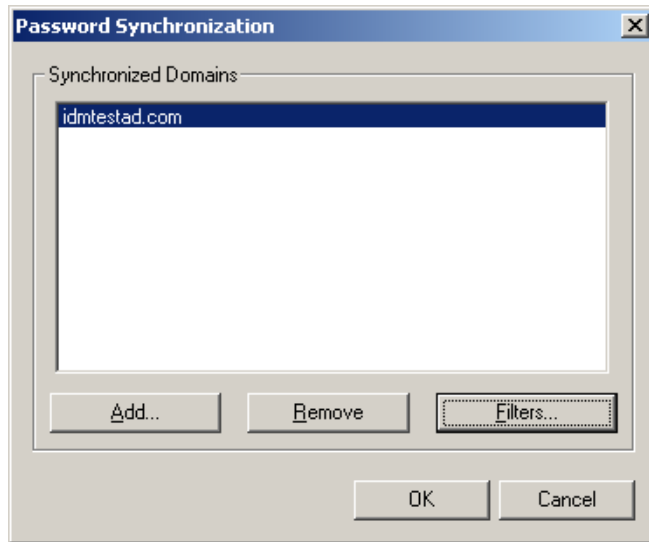 Password Synchronization
Synchronized Domains
idmtestad.com
Add...
Remove
Filters...
OK
Cancel